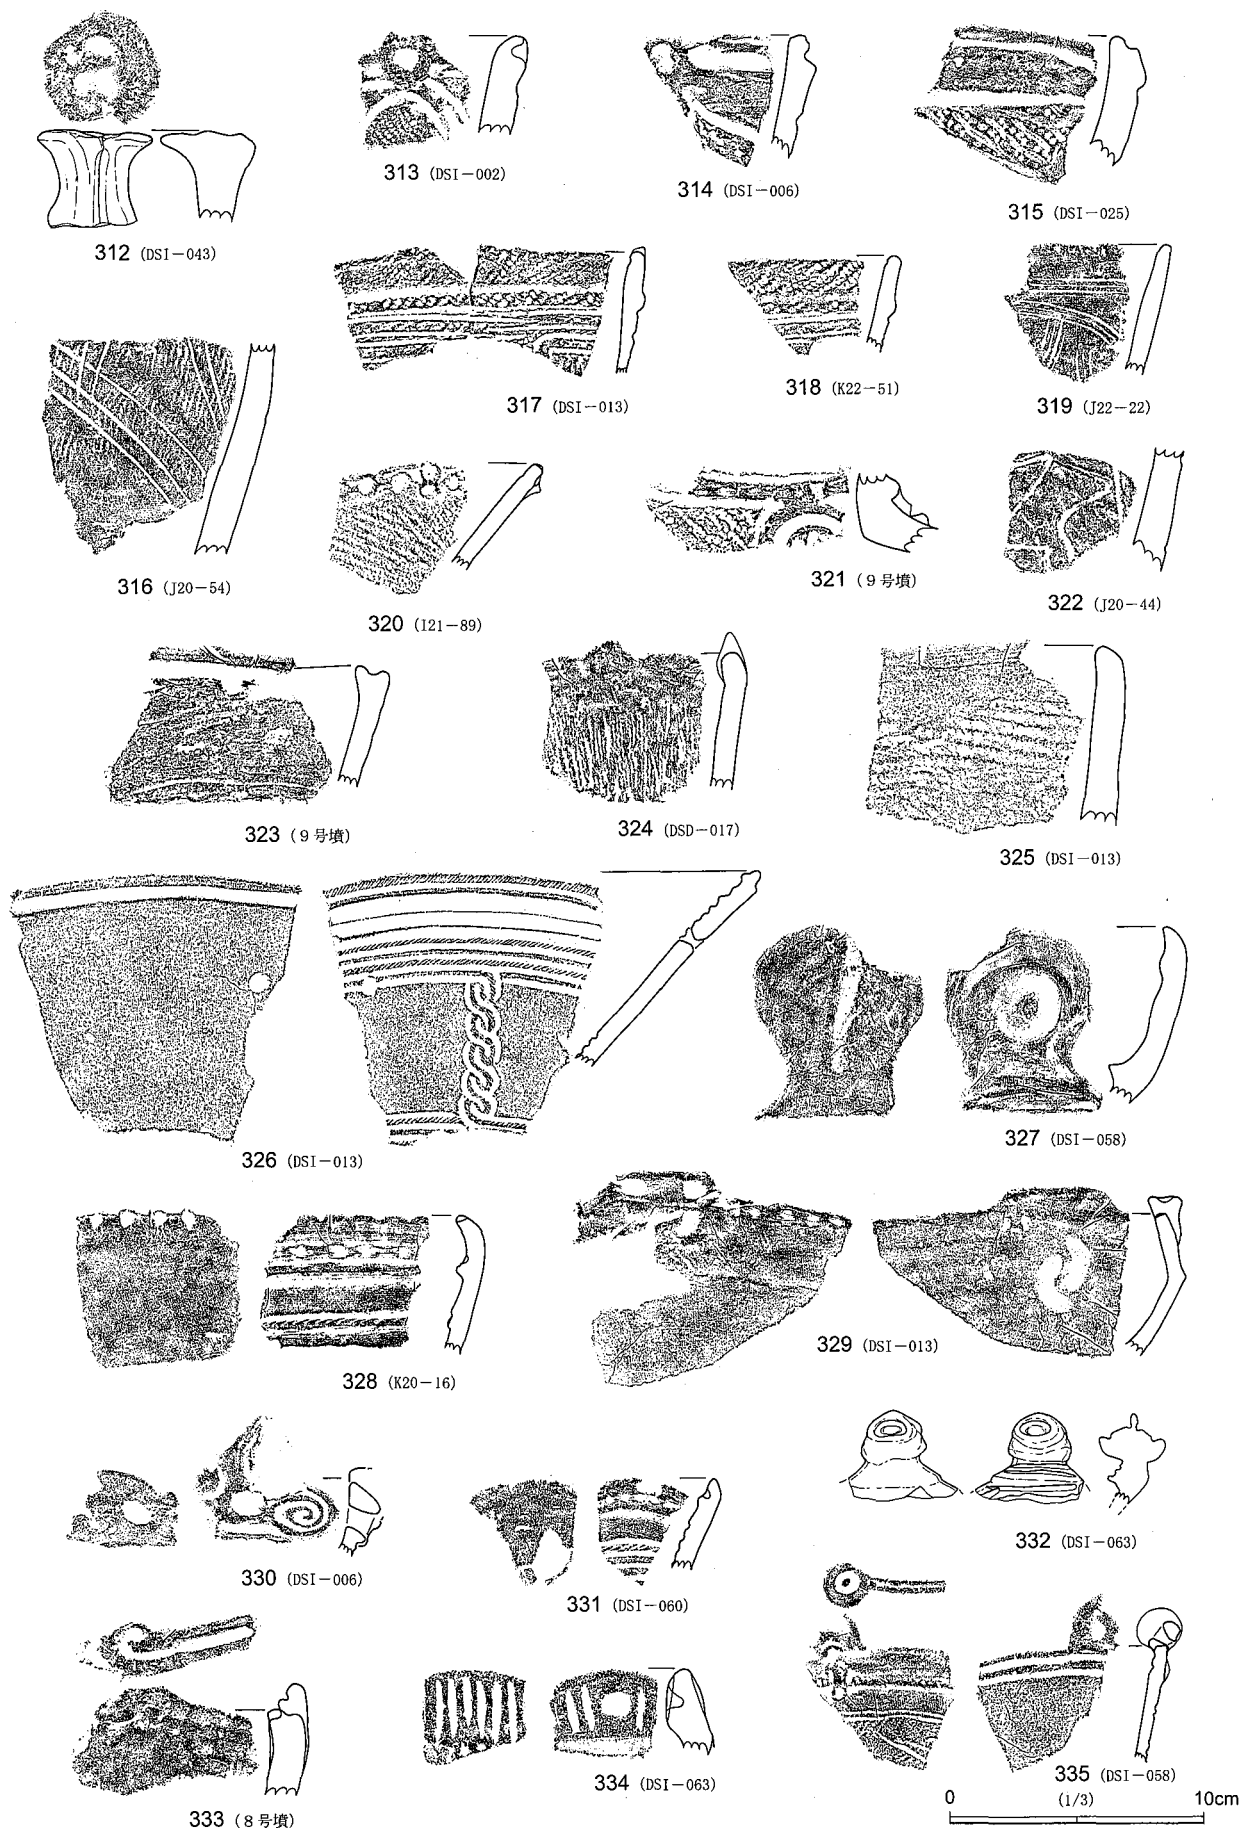 312 (DSI-043)
313 (DSI-002)
314 (DSI-006)
315 (DSI-025)
316 (J20-54)
317 (DSI-013)
318 (K22-51)
319 (J22-22)
320 (I21-89)
321 (9号墳)
322 (J20-44)
323 (9号墳)
324 (DSD-017)
325 (DSI-013)
326 (DSI-013)
327 (DSI-058)
328 (K20-16)
329 (DSI-013)
330 (DSI-006)
331 (DSI-060)
332 (DSI-063)
333 (8号墳)
334 (DSI-063)
335 (DSI-058)
0 (1/3) 10cm